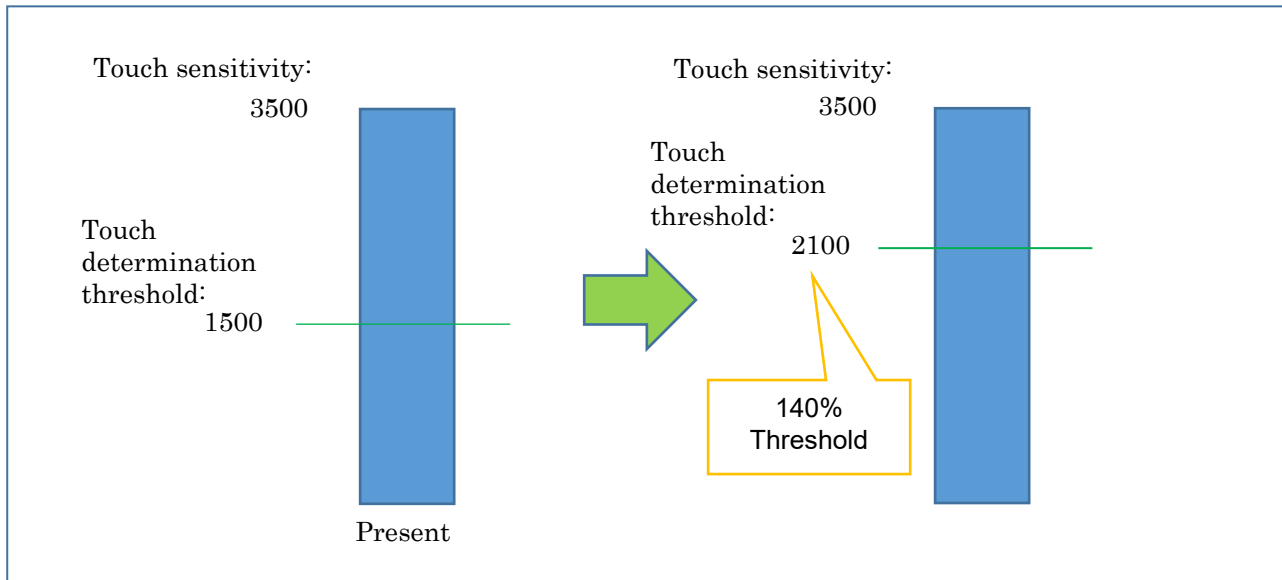 Touch sensitivity:
3500
Touch
determination
threshold:
1500
Present
Touch sensitivity:
3500
Touch
determination
threshold:
2100
140%
Threshold